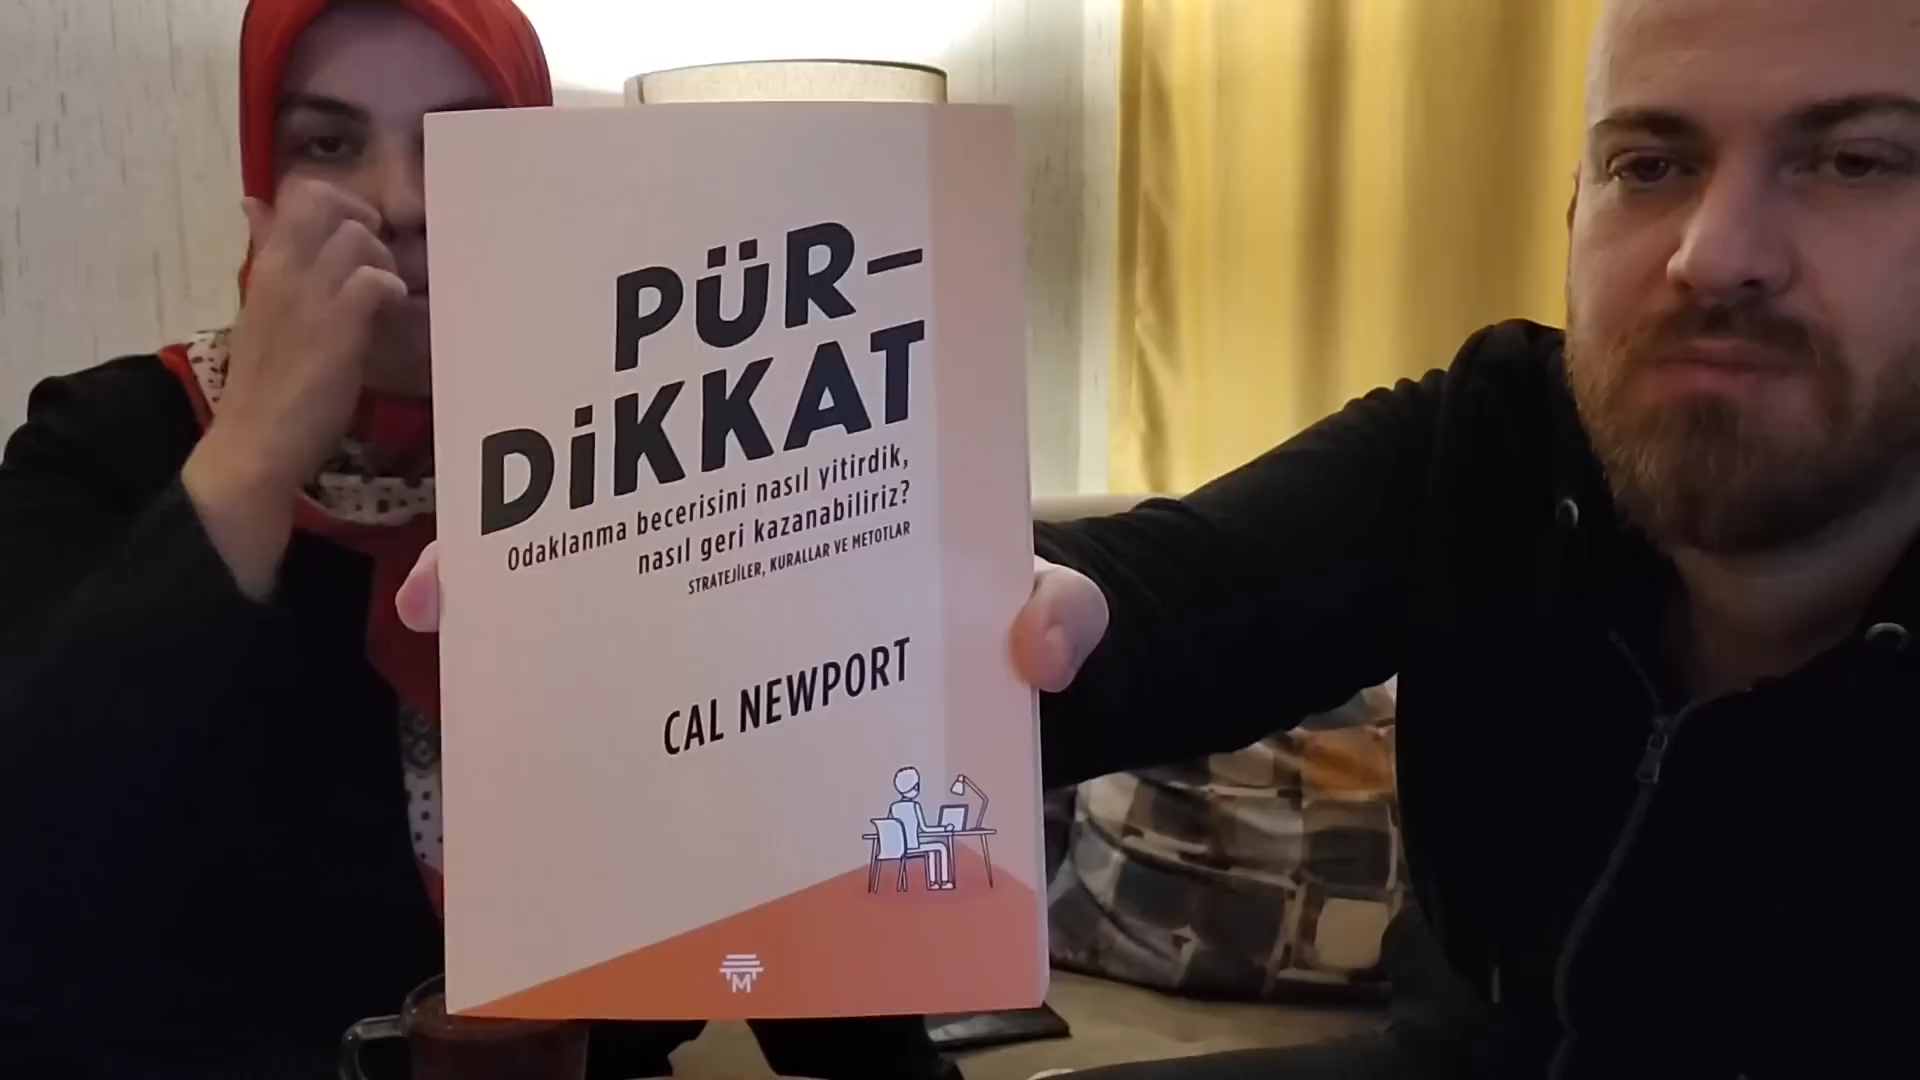 PÜR–
DİKKAT
Odaklanma becerisini nasıl yitirdik,
nasıl geri kazanabiliriz?
STRATEJİLER, KURALLAR VE METOTLAR
CAL NEWPORT
M